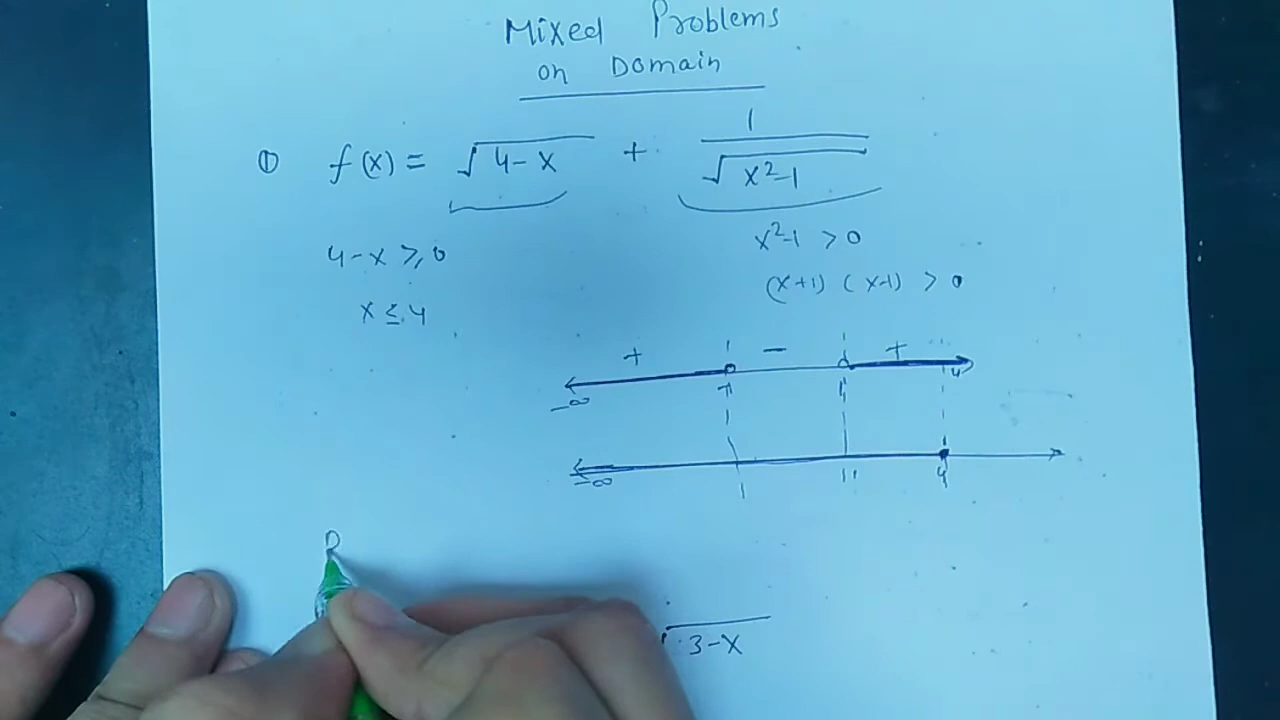 Mixed Problems
on Domain
① f(x) = √4-x + 1/√x²-1
4-x ≥ 0
x²-1 > 0
(x+1) (x-1) > 0
x ≤ 4
+ - +
-∞ -1 1 4
-∞ 1 4
D
3-x